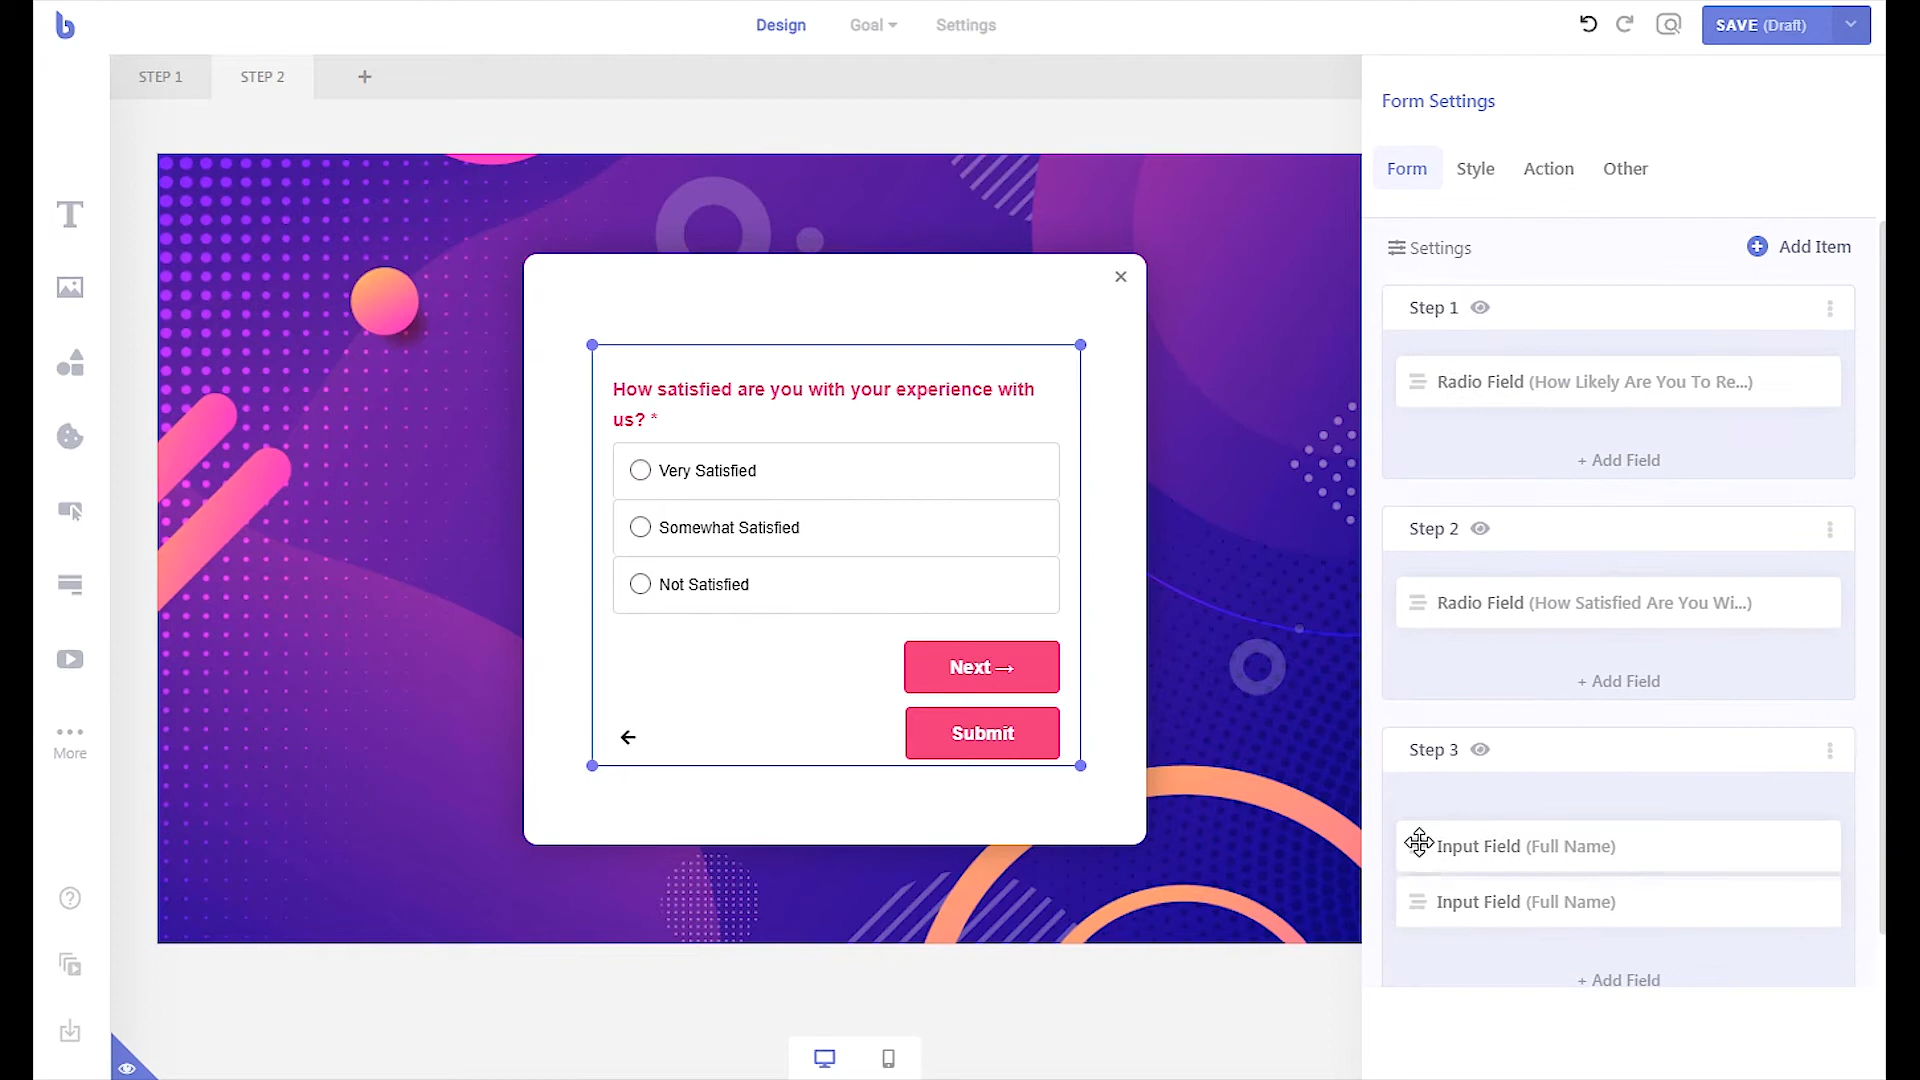 Design
Goal
Settings
SAVE (Draft)
STEP 1
STEP 2
+
Form Settings
Form
Style
Action
Other
Settings
Add Item
Step 1
Radio Field (How Likely Are You To Re...)
+ Add Field
Step 2
Radio Field (How Satisfied Are You Wi...)
+ Add Field
Step 3
Input Field (Full Name)
Input Field (Full Name)
+ Add Field
How satisfied are you with your experience with
us? *
Very Satisfied
Somewhat Satisfied
Not Satisfied
Next →
Submit
More